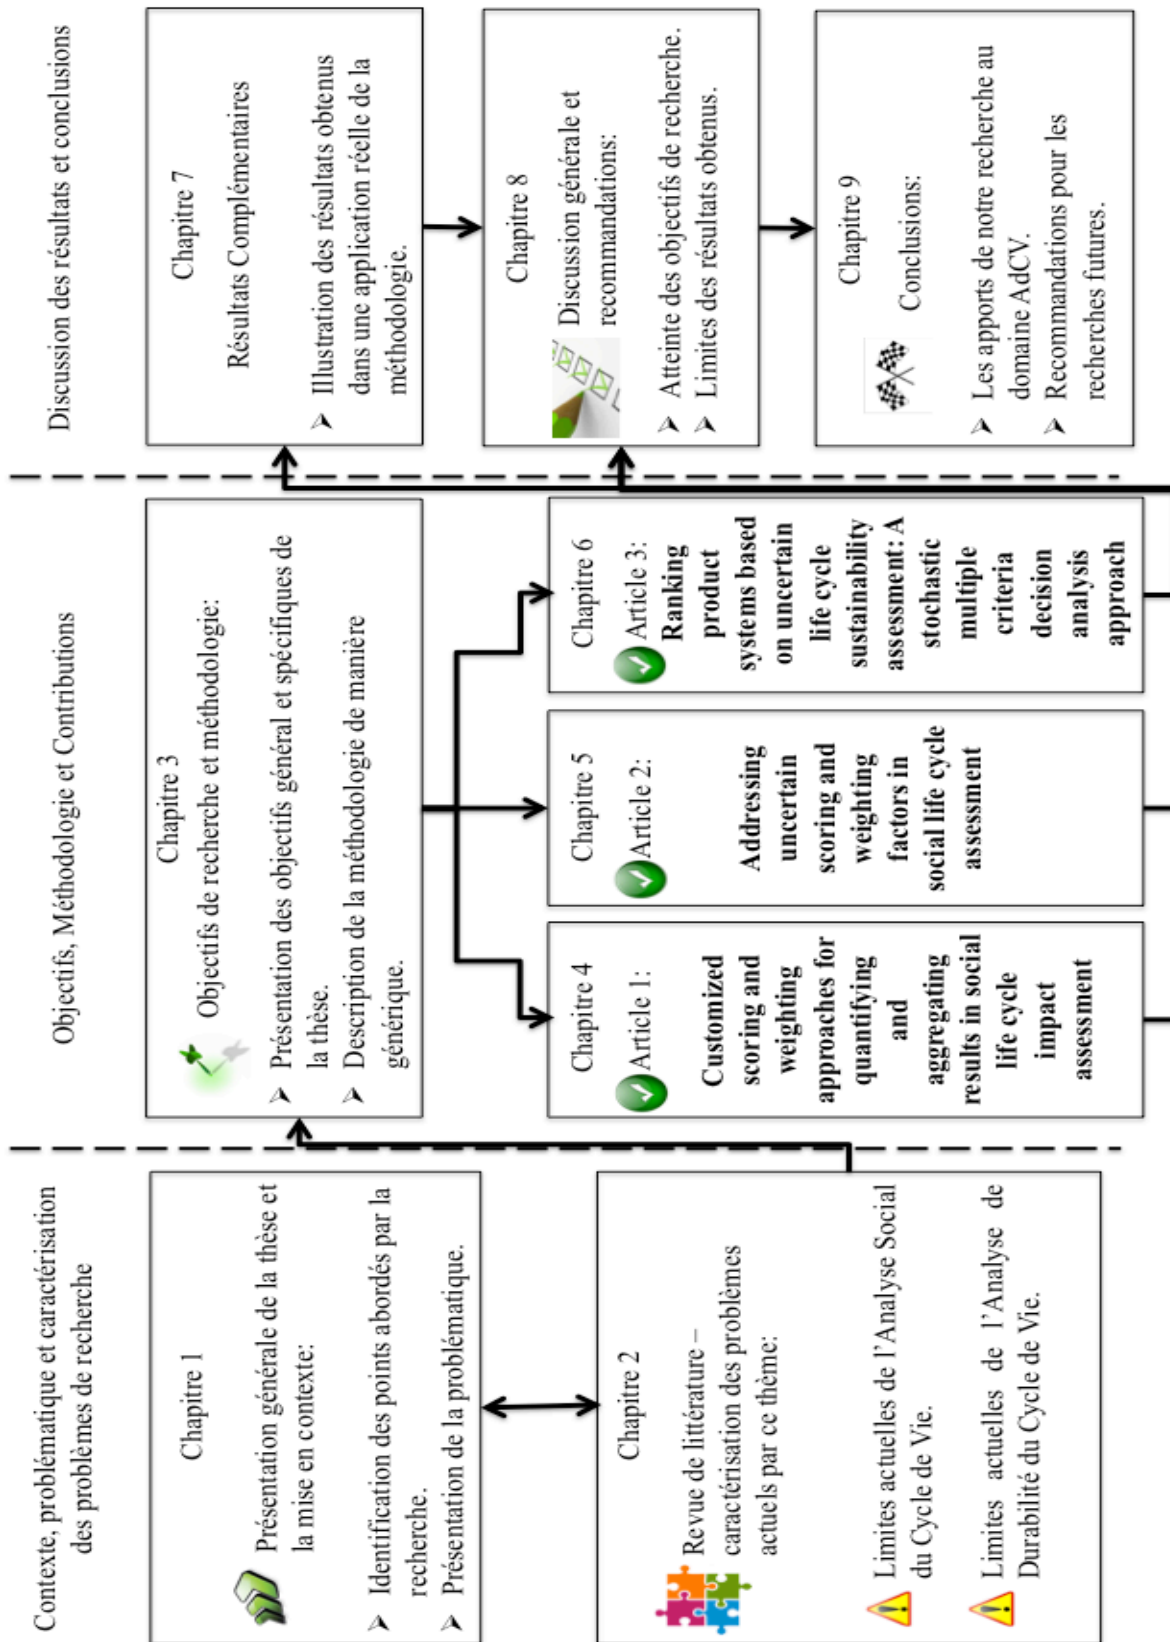 Contexte, problématique et caractérisation
des problèmes de recherche
Chapitre 1
Présentation générale de la thèse et
la mise en contexte:
➢ Identification des points abordés par la
recherche.
➢ Présentation de la problématique.
Chapitre 2
Revue de littérature –
caractérisation des problèmes
actuels par ce thème:
Limites actuelles de l'Analyse Social
du Cycle de Vie.
Limites actuelles de l'Analyse de
Durabilité du Cycle de Vie.
Objectifs, Méthodologie et Contributions
Chapitre 3
Objectifs de recherche et méthodologie:
➢ Présentation des objectifs général et spécifiques de
la thèse.
➢ Description de la méthodologie de manière
générique.
Chapitre 4
Article 1:
Customized
scoring and
weighting
approaches for
quantifying
and
aggregating
results in social
life cycle
impact
assessment
Chapitre 5
Article 2:
Addressing
uncertain
scoring and
weighting
factors in
social life cycle
assessment
Chapitre 6
Article 3:
Ranking
product
systems based
on uncertain
life cycle
sustainability
assessment: A
stochastic
multiple
criteria
decision
analysis
approach
Discussion des résultats et conclusions
Chapitre 7
Résultats Complémentaires
➢ Illustration des résultats obtenus
dans une application réelle de la
méthodologie.
Chapitre 8
Discussion générale et
recommandations:
➢ Atteinte des objectifs de recherche.
➢ Limites des résultats obtenus.
Chapitre 9
Conclusions:
➢ Les apports de notre recherche au
domaine AdCV.
➢ Recommandations pour les
recherches futures.